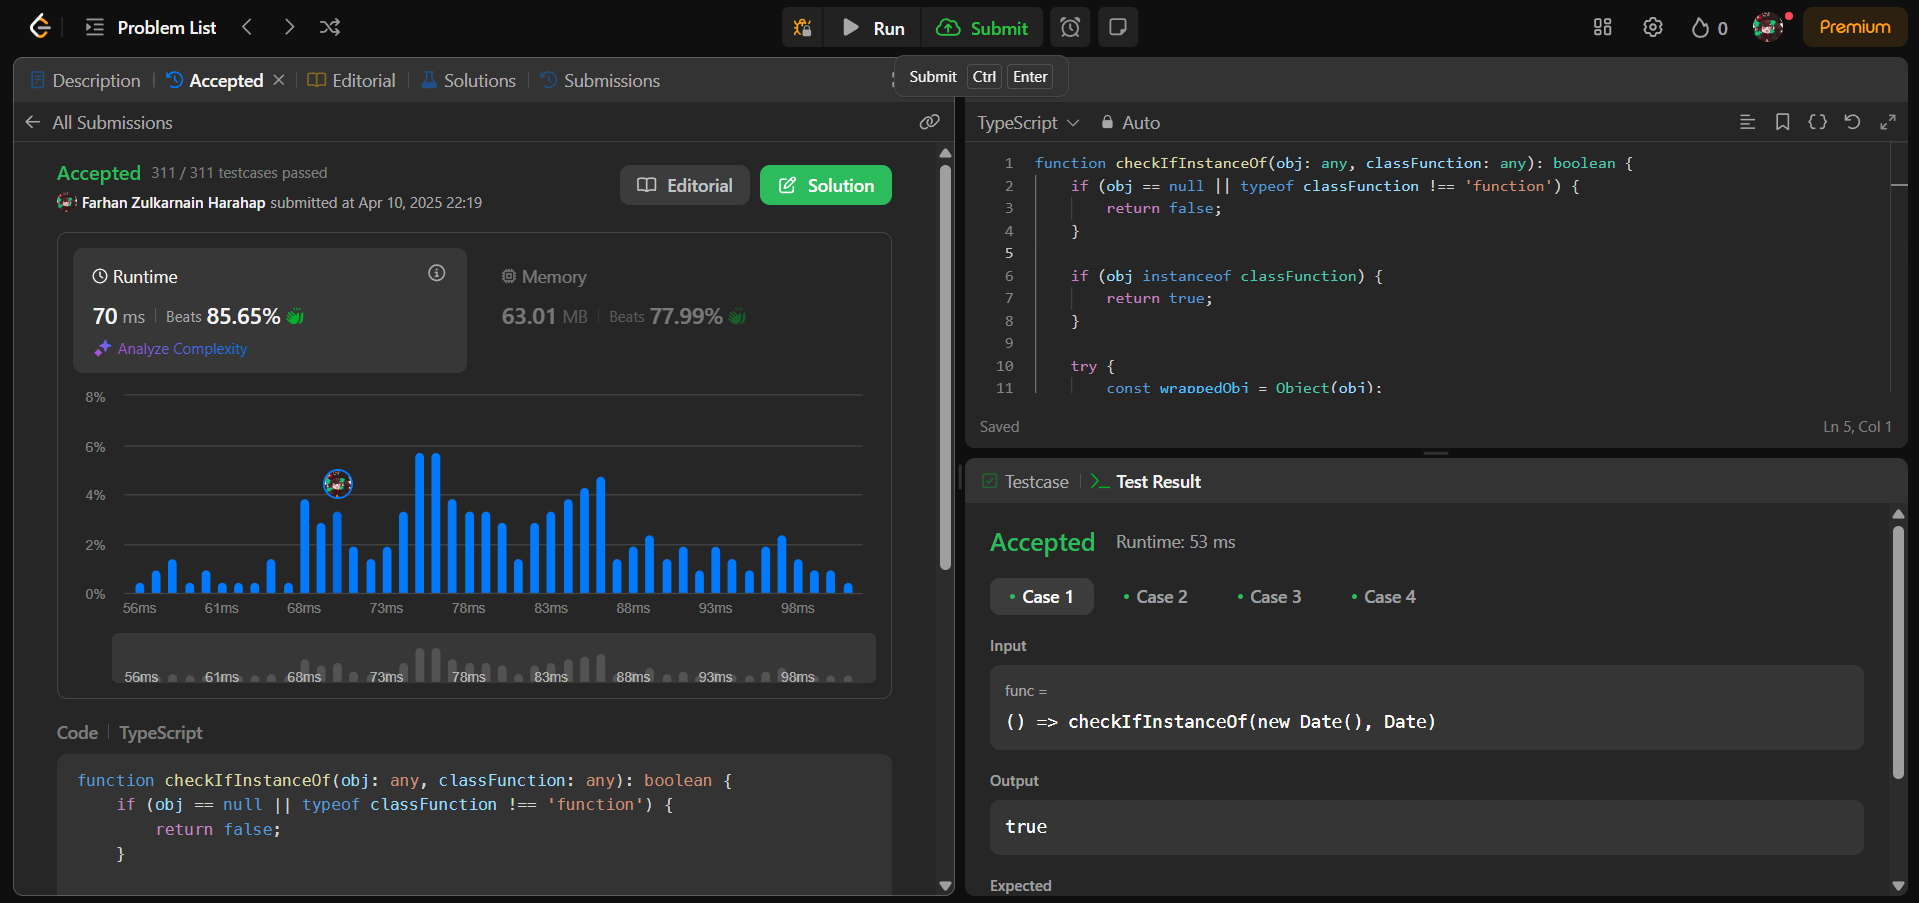 Problem List
Run
Submit
0
Premium
Submit Ctrl Enter
Description
Accepted
Editorial
Solutions
Submissions
All Submissions
Accepted 311 / 311 testcases passed
Farhan Zulkarnain Harahap submitted at Apr 10, 2025 22:19
Editorial
Solution
Runtime
70 ms Beats 85.65%
Analyze Complexity
Memory
63.01 MB Beats 77.99%
8%
6%
4%
2%
0%
56ms 61ms 68ms 73ms 78ms 83ms 88ms 93ms 98ms
56ms 61ms 68ms 73ms 78ms 83ms 88ms 93ms 98ms
Code TypeScript
function checkIfInstanceOf(obj: any, classFunction: any): boolean {
    if (obj == null || typeof classFunction !== 'function') {
        return false;
    }
TypeScript
Auto
1 function checkIfInstanceOf(obj: any, classFunction: any): boolean {
2     if (obj == null || typeof classFunction !== 'function') {
3         return false;
4     }
5
6     if (obj instanceof classFunction) {
7         return true;
8     }
9
10     try {
11         const wrappedObj = Object(obj);
Saved
Ln 5, Col 1
Testcase
Test Result
Accepted Runtime: 53 ms
Case 1
Case 2
Case 3
Case 4
Input
func =
() => checkIfInstanceOf(new Date(), Date)
Output
true
Expected